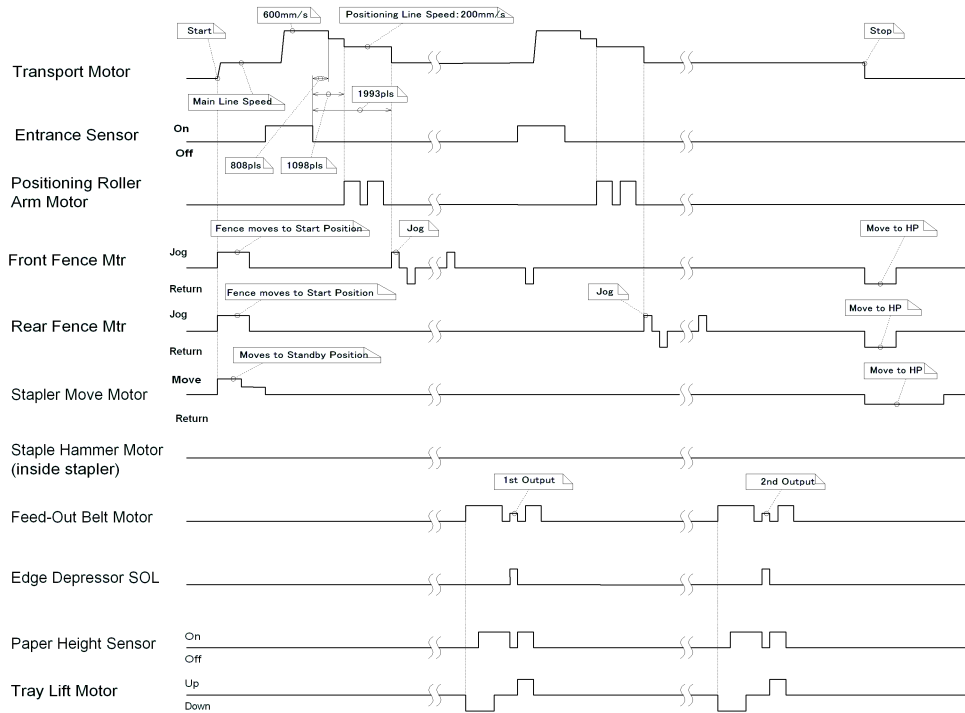 600mm/s
Positioning Line Speed:200mm/s
Start
Stop
Transport Motor
1993pls
Main Line Speed
Entrance Sensor
On
Off
808pls
1098pls
Positioning Roller
Arm Motor
Fence moves to Start Position
Jog
Move to HP
Front Fence Mtr
Jog
Return
Fence moves to Start Position
Jog
Move to HP
Rear Fence Mtr
Jog
Return
Moves to Standby Position
Move to HP
Stapler Move Motor
Move
Return
Staple Hammer Motor
(inside stapler)
1st Output
2nd Output
Feed-Out Belt Motor
Edge Depressor SOL
Paper Height Sensor
On
Off
Tray Lift Motor
Up
Down